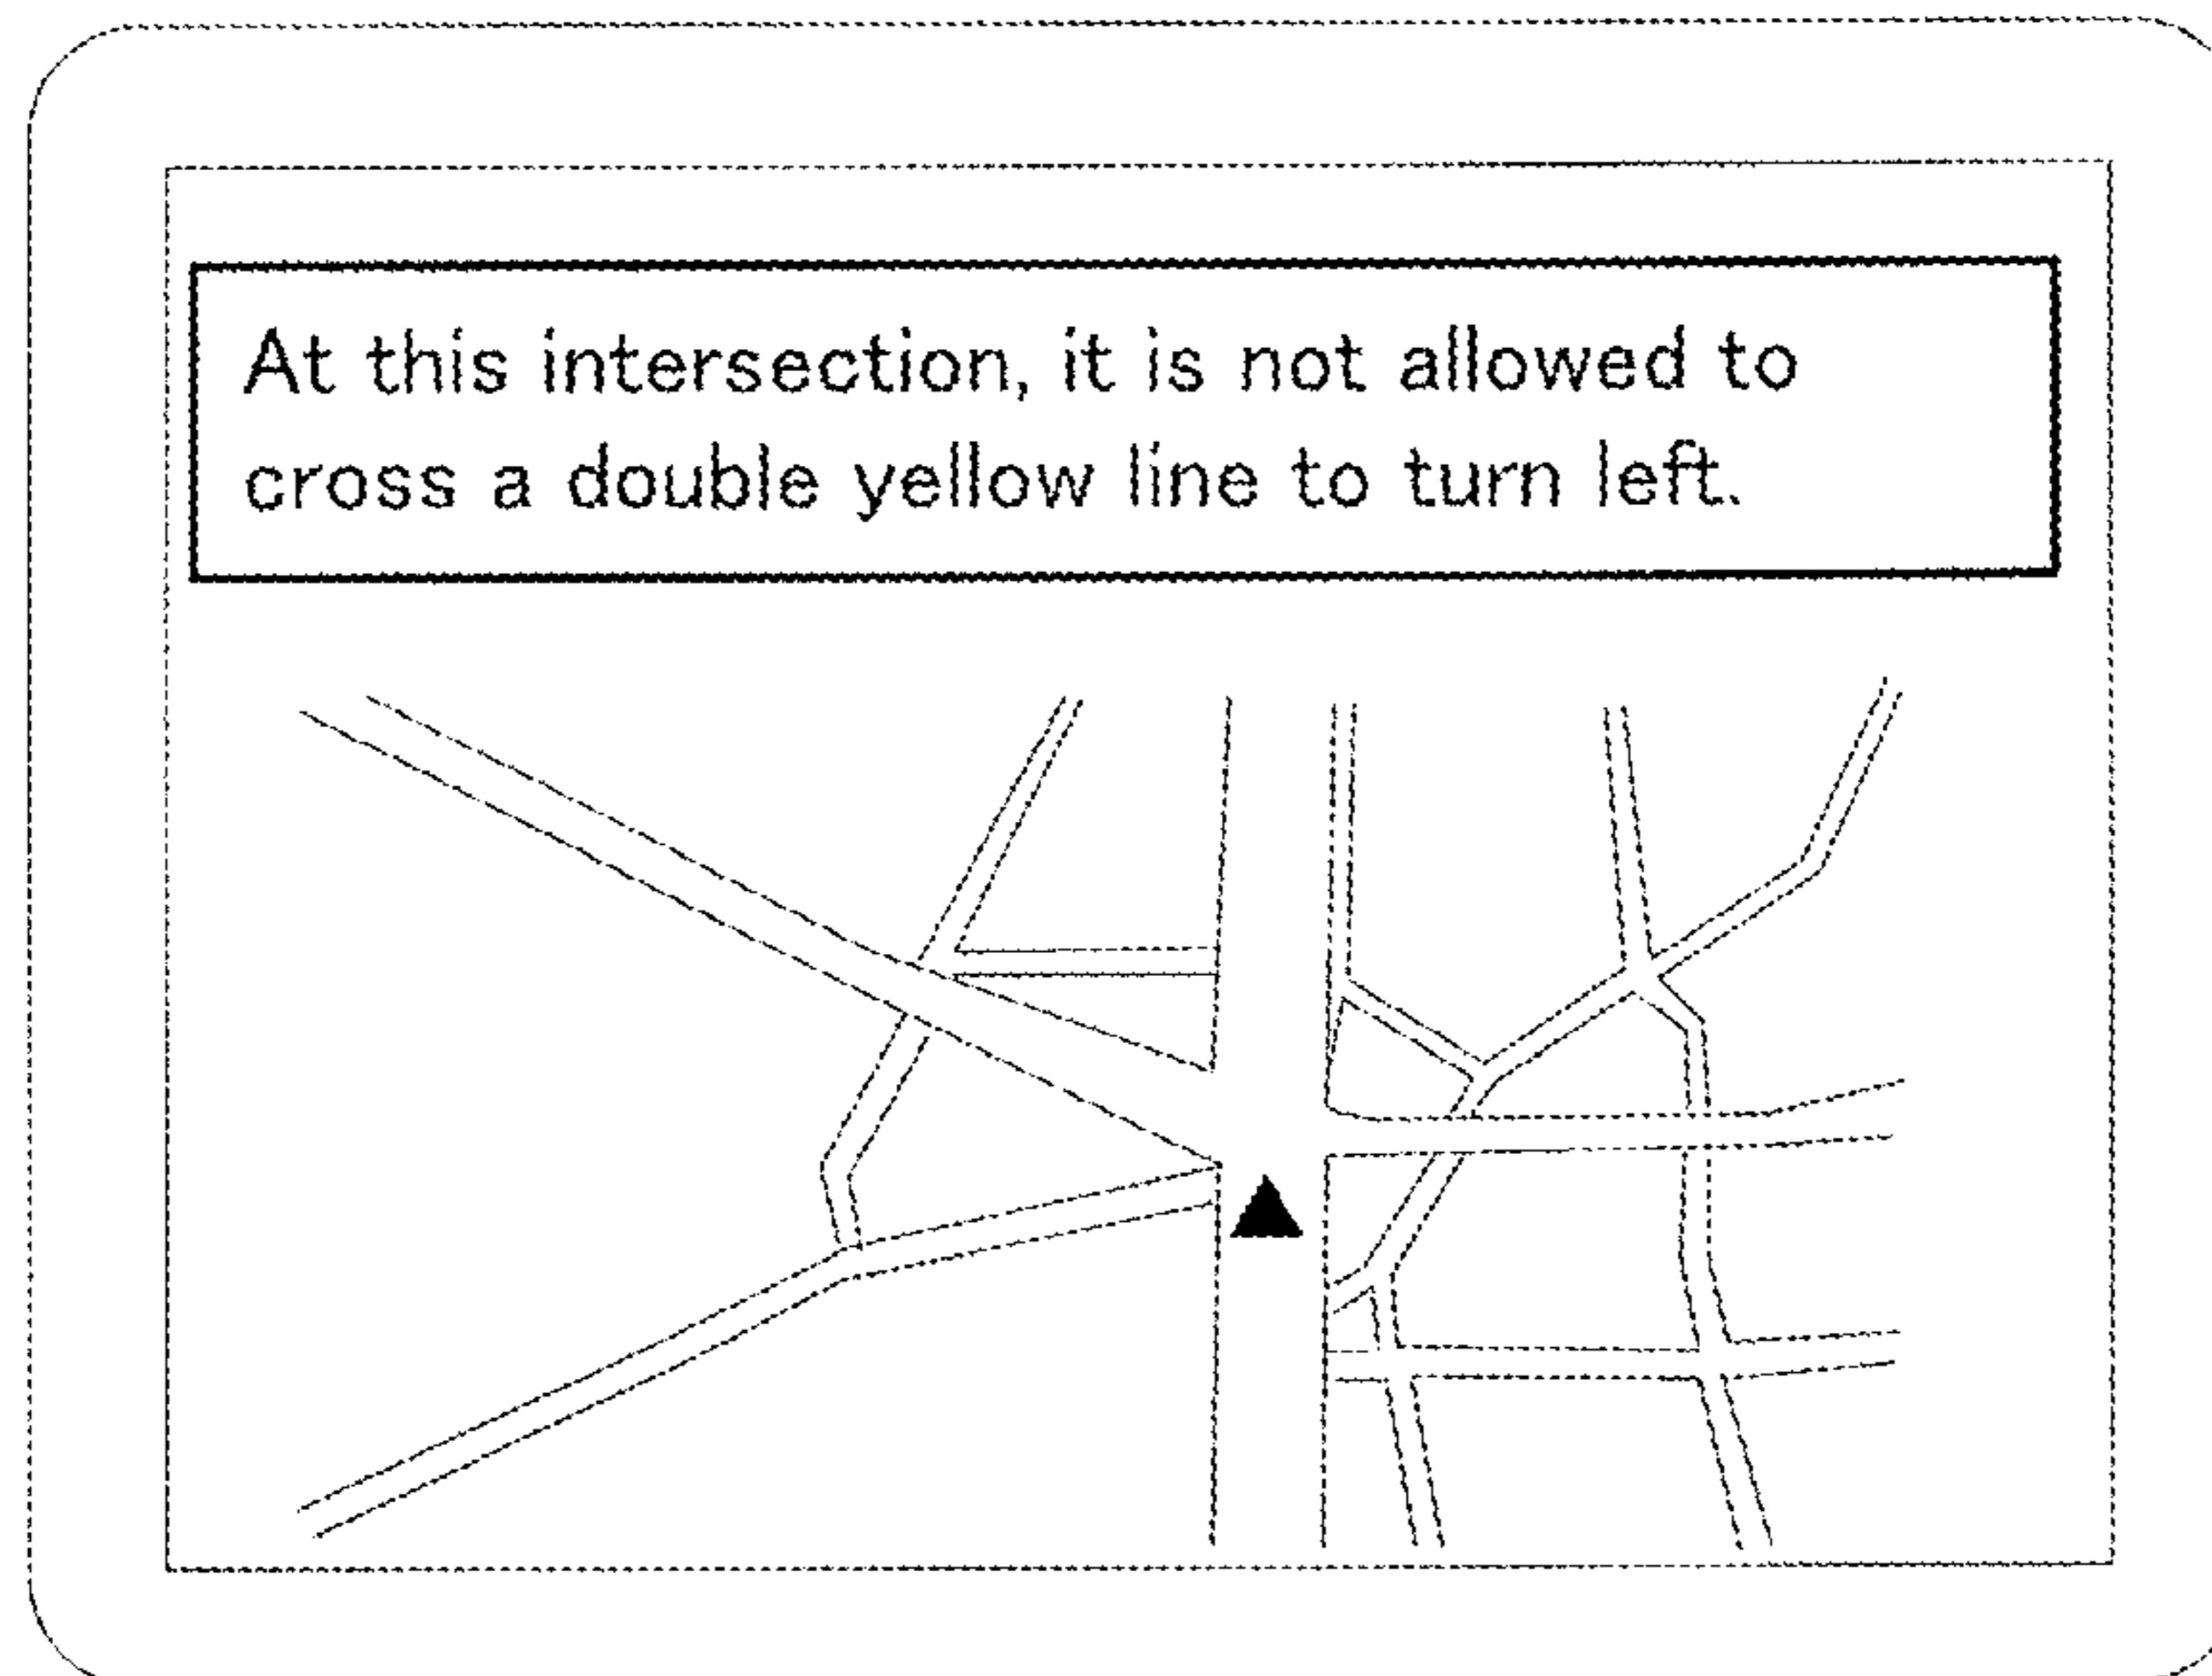 At this intersection, it is not allowed to
cross a double yellow line to turn left.